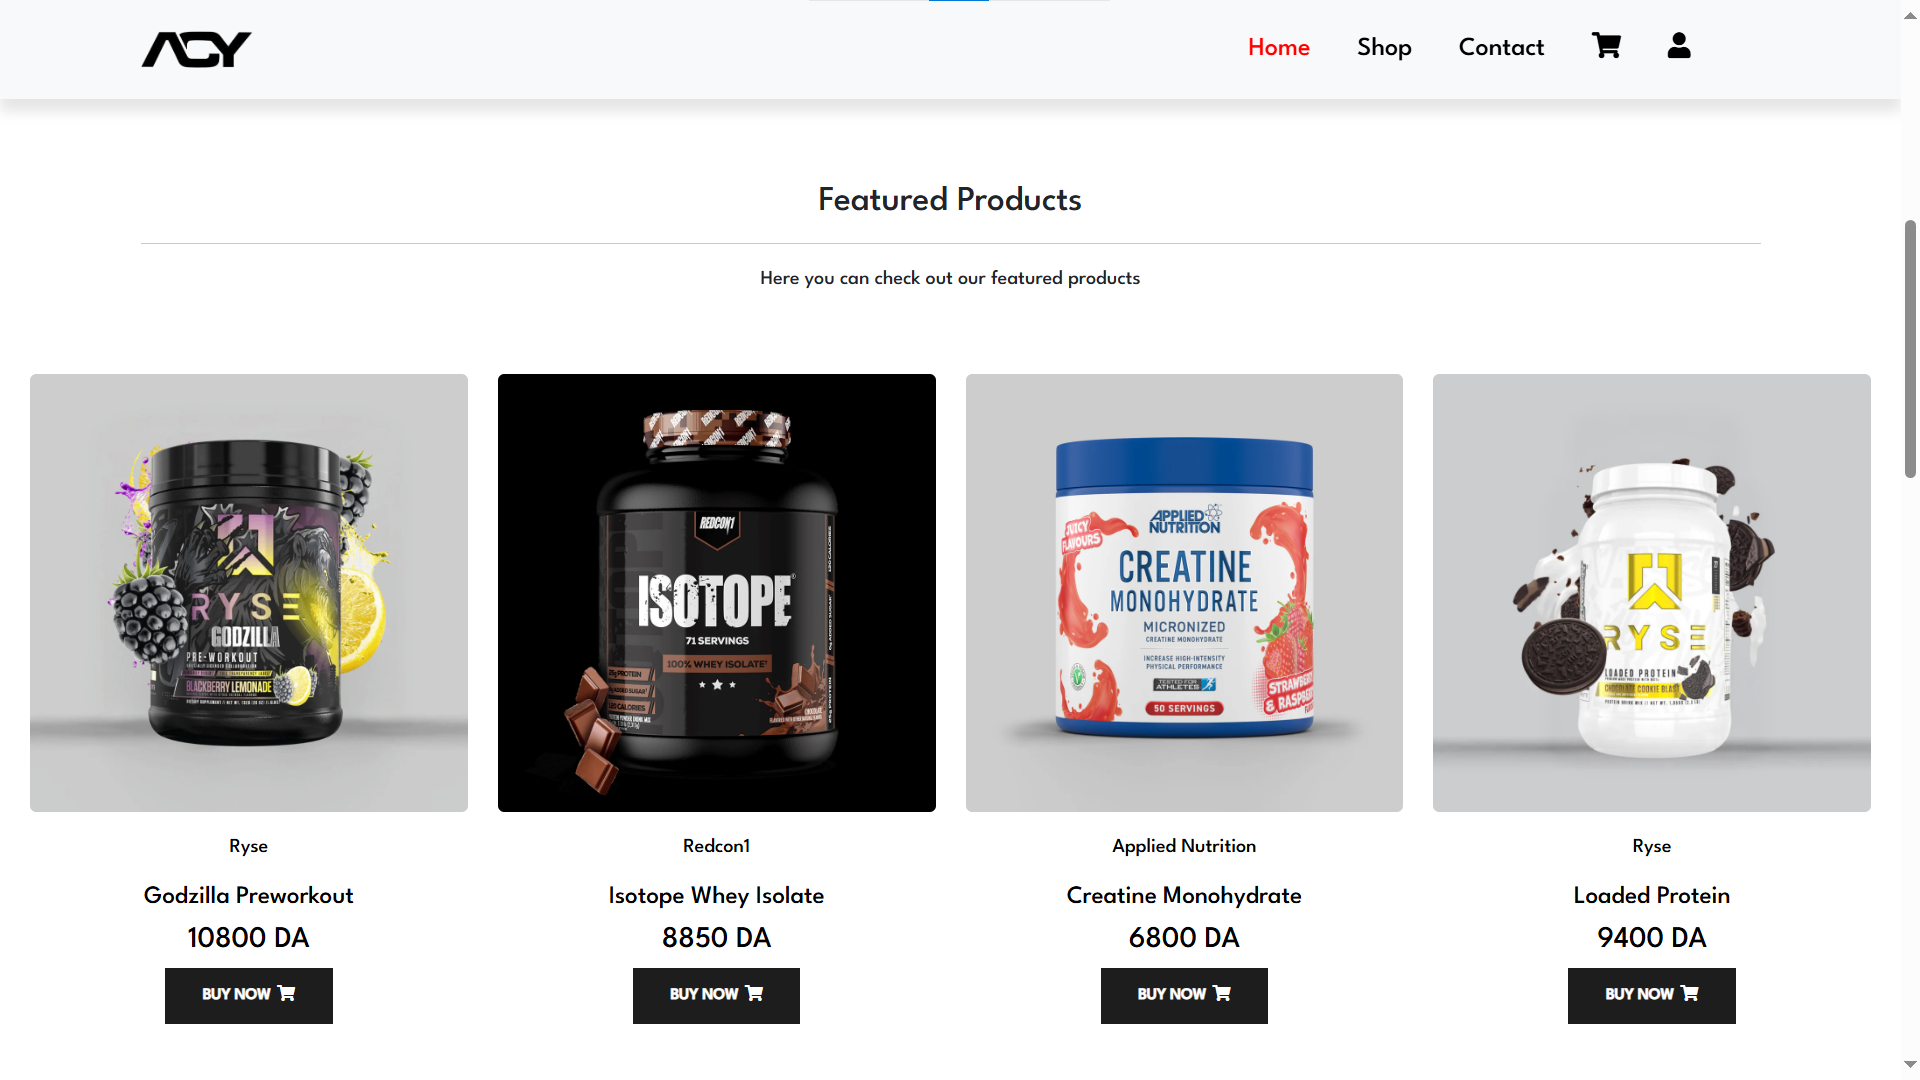 ACY
Home
Shop
Contact
Featured Products
Here you can check out our featured products
RYSE
GODZILLA
PRE-WORKOUT
BLACKBERRY LEMONADE
REDCON1
ISOTOPE
71 SERVINGS
100% WHEY ISOLATE
JUICY
FLAVOURS
APPLIED
NUTRITION
CREATINE
MONOHYDRATE
MICRONIZED
CREATINE MONOHYDRATE
INCREASE HIGH-INTENSITY
PHYSICAL PERFORMANCE
TESTED FOR
ATHLETES
STRAWBERRY
& RASPBERRY
50 SERVINGS
RYSE
LOADED PROTEIN
CHOCOLATE COOKIE BLAST
Ryse
Godzilla Preworkout
10800 DA
BUY NOW
Redcon1
Isotope Whey Isolate
8850 DA
BUY NOW
Applied Nutrition
Creatine Monohydrate
6800 DA
BUY NOW
Ryse
Loaded Protein
9400 DA
BUY NOW